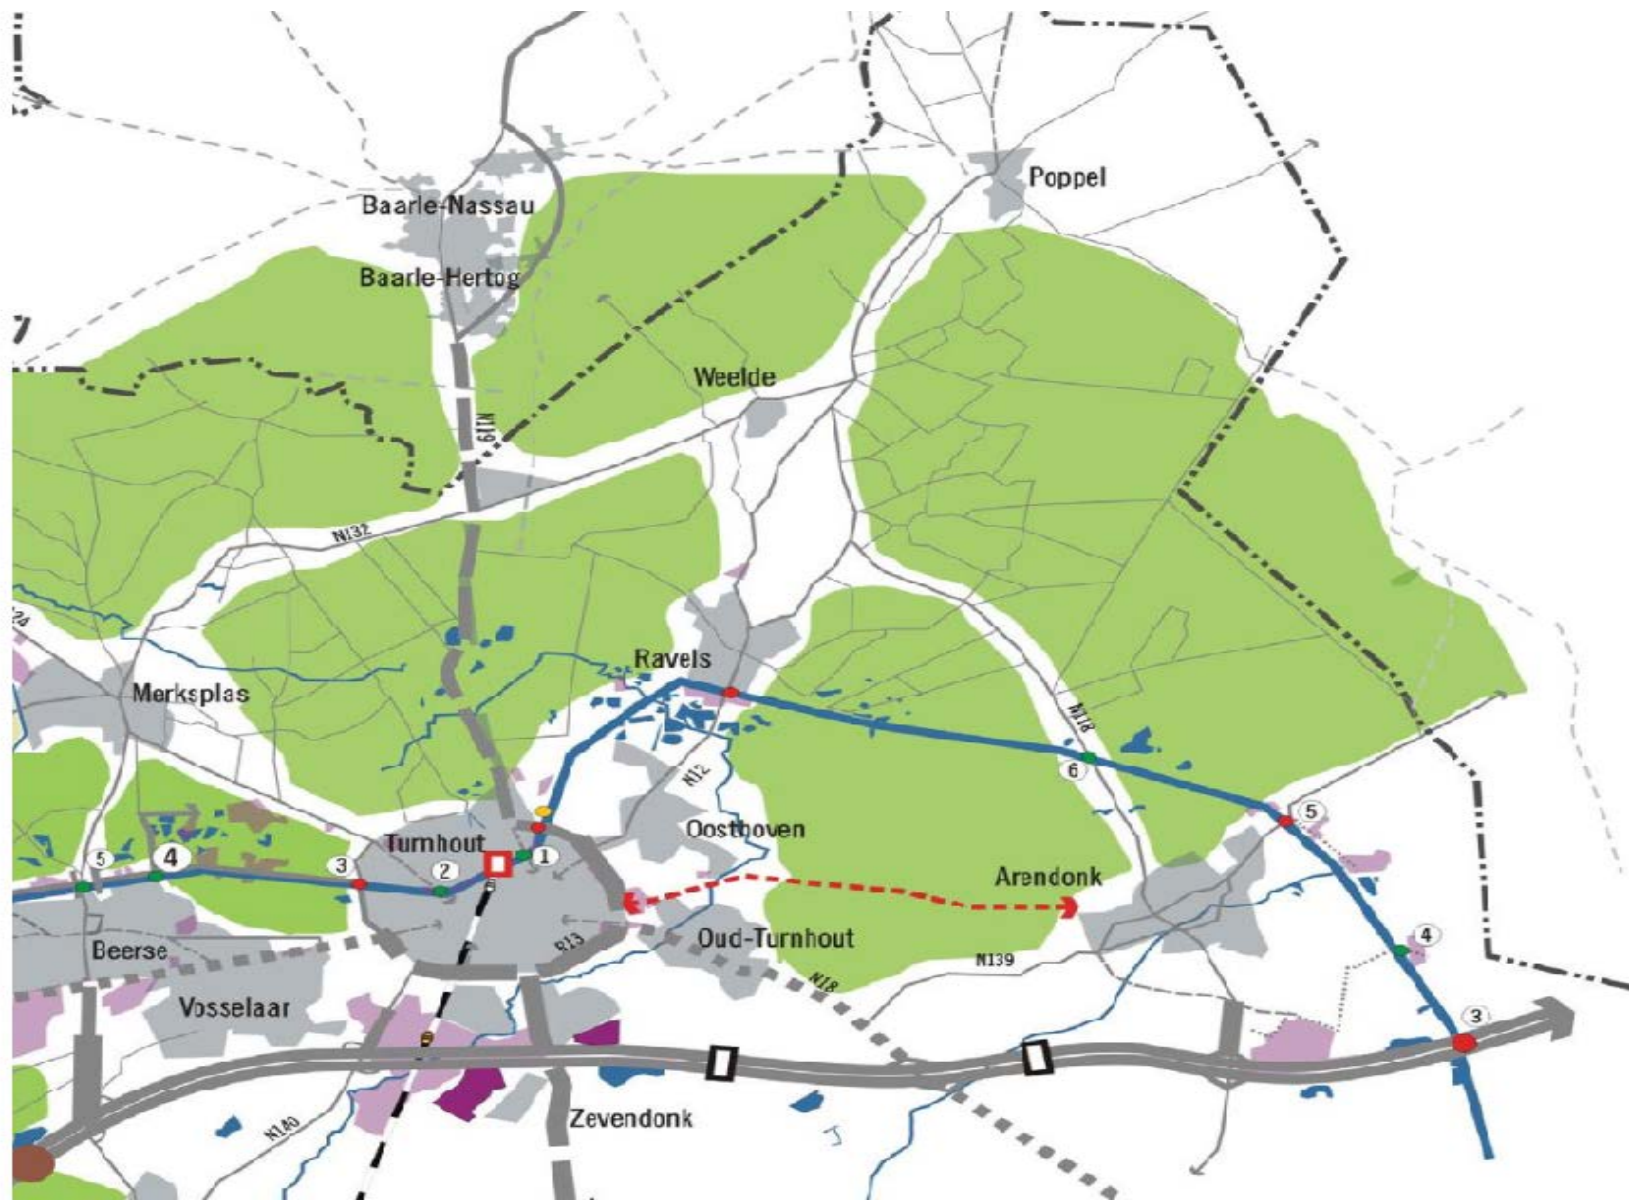 Poppel
Baarle-Nassau
Baarle-Hertog
Weelde
N119
N132
Ravels
Merksplas
N118
6
N12
5
Turnhout
Oosthoven
1
5
4
3
2
Arendonk
4
Beerse
R13
Oud-Turnhout
N139
N18
Vosselaar
3
Zevendonk
N140